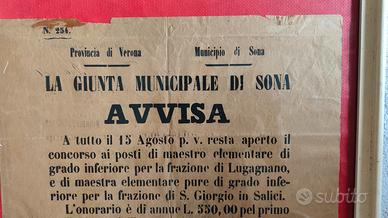 N. 254.
Provincia di Verona Municipio di Sona
LA GIUNTA MUNICIPALE DI SONA
AVVISA
A tutto il 15 Agosto p. v. resta aperto il
concorso ai posti di maestro elementare di
grado inferiore per la frazione di Lugagnano,
e di maestra elementare pure di grado infe-
riore per la frazione di S. Giorgio in Salici.
L'onorario è di annue L. 550,00 pel primo
subito